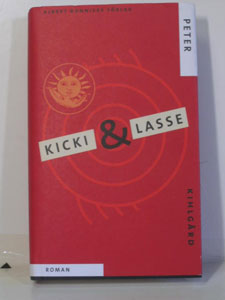 ALBERT BONNIERS FÖRLAG
PETER
KICKI & LASSE
KIHLGÅRD
ROMAN